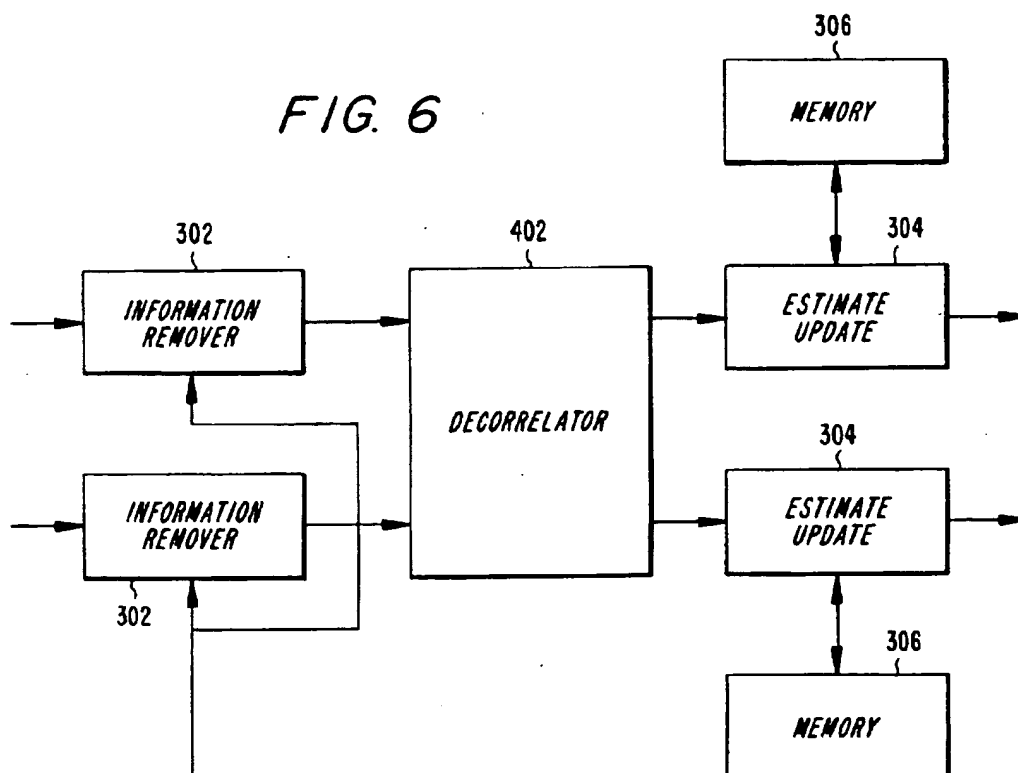 306
MEMORY
FIG. 6
302
402
304
INFORMATION
REMOVER
ESTIMATE
UPDATE
DECORRELATOR
304
INFORMATION
REMOVER
ESTIMATE
UPDATE
302
306
MEMORY